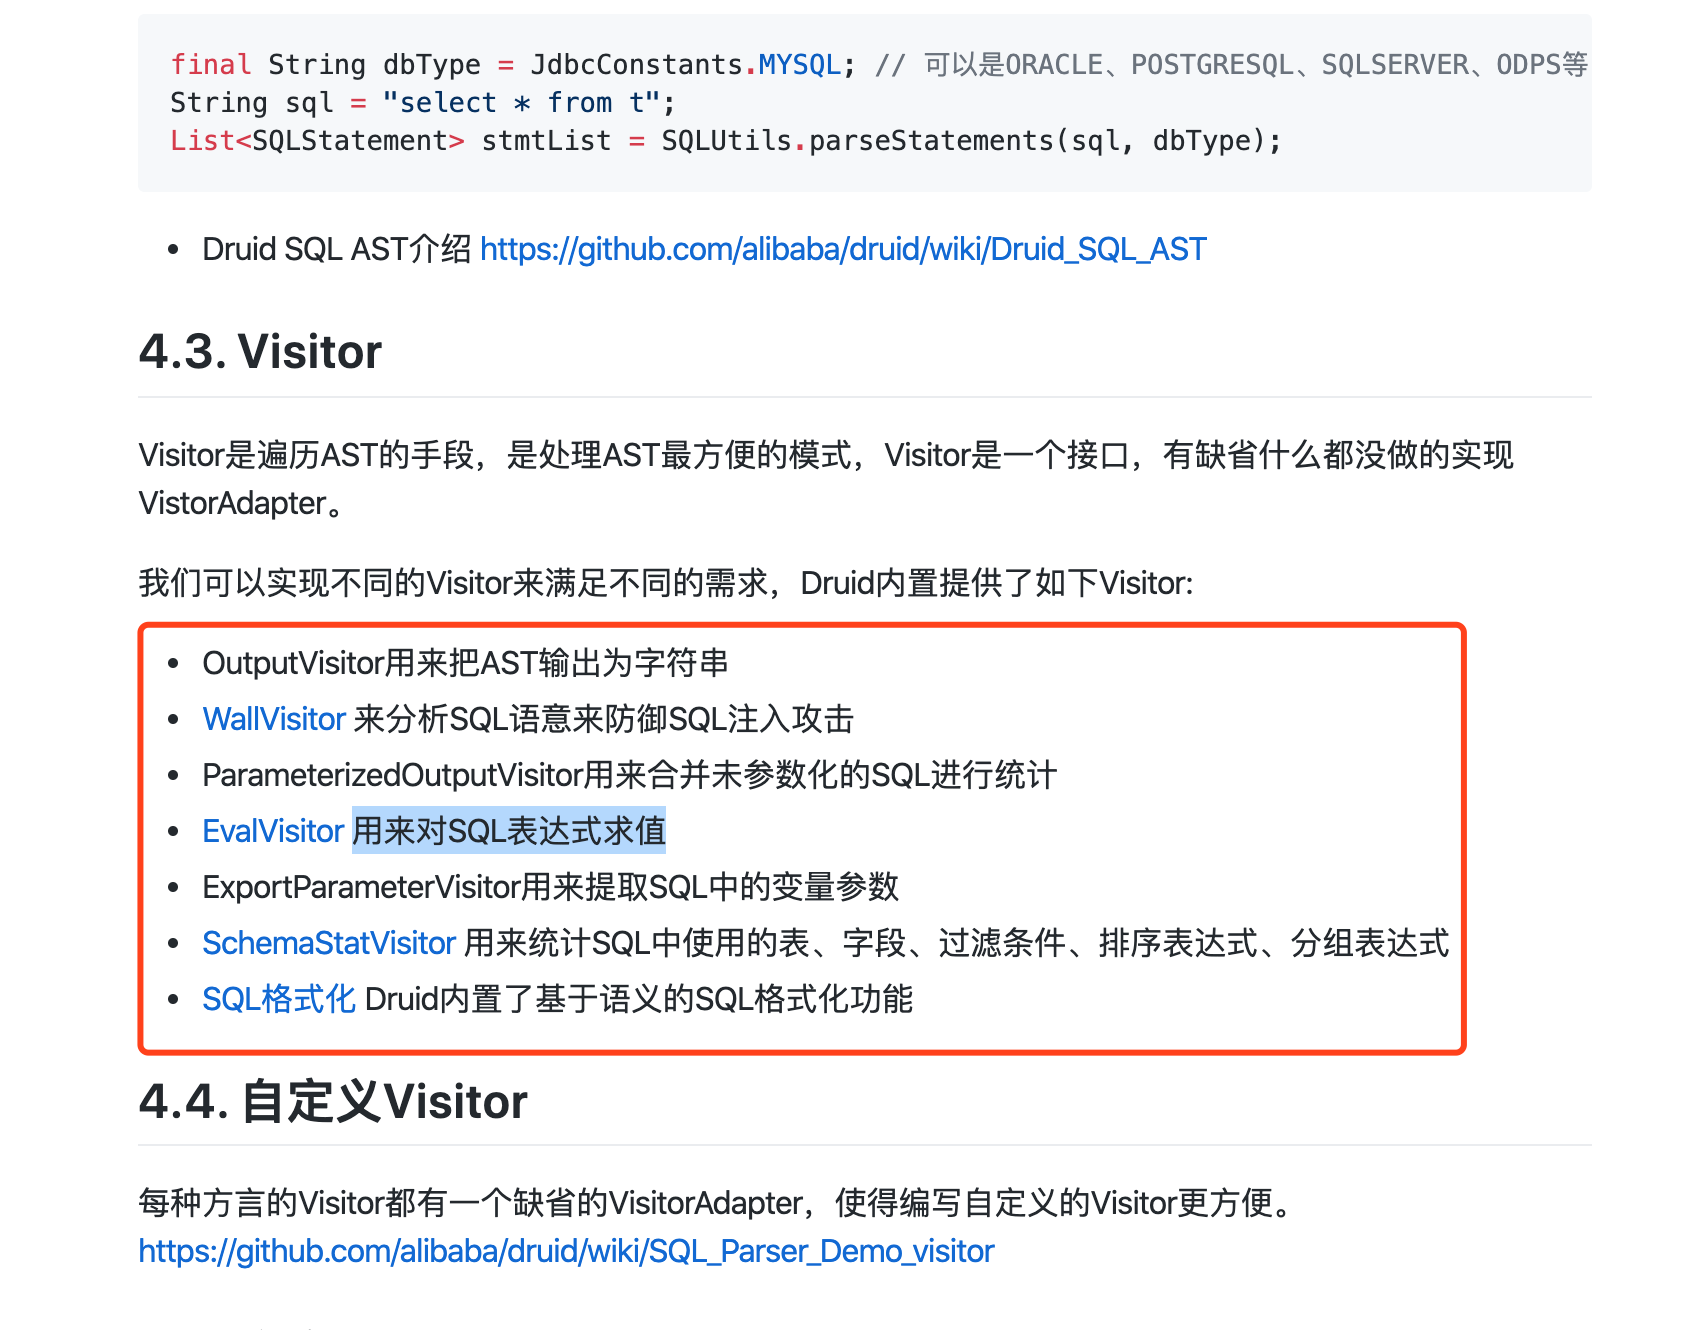 final String dbType = JdbcConstants.MYSQL; // 可以是ORACLE、POSTGRESQL、SQLSERVER、ODPS等
String sql = "select * from t";
List<SQLStatement> stmtList = SQLUtils.parseStatements(sql, dbType);
• Druid SQL AST介绍 https://github.com/alibaba/druid/wiki/Druid_SQL_AST
4.3. Visitor
Visitor是遍历AST的手段，是处理AST最方便的模式，Visitor是一个接口，有缺省什么都没做的实现
VistorAdapter。
我们可以实现不同的Visitor来满足不同的需求，Druid内置提供了如下Visitor:
• OutputVisitor用来把AST输出为字符串
• WallVisitor 来分析SQL语意来防御SQL注入攻击
• ParameterizedOutputVisitor用来合并未参数化的SQL进行统计
• EvalVisitor 用来对SQL表达式求值
• ExportParameterVisitor用来提取SQL中的变量参数
• SchemaStatVisitor 用来统计SQL中使用的表、字段、过滤条件、排序表达式、分组表达式
• SQL格式化 Druid内置了基于语义的SQL格式化功能
4.4. 自定义Visitor
每种方言的Visitor都有一个缺省的VisitorAdapter，使得编写自定义的Visitor更方便。
https://github.com/alibaba/druid/wiki/SQL_Parser_Demo_visitor